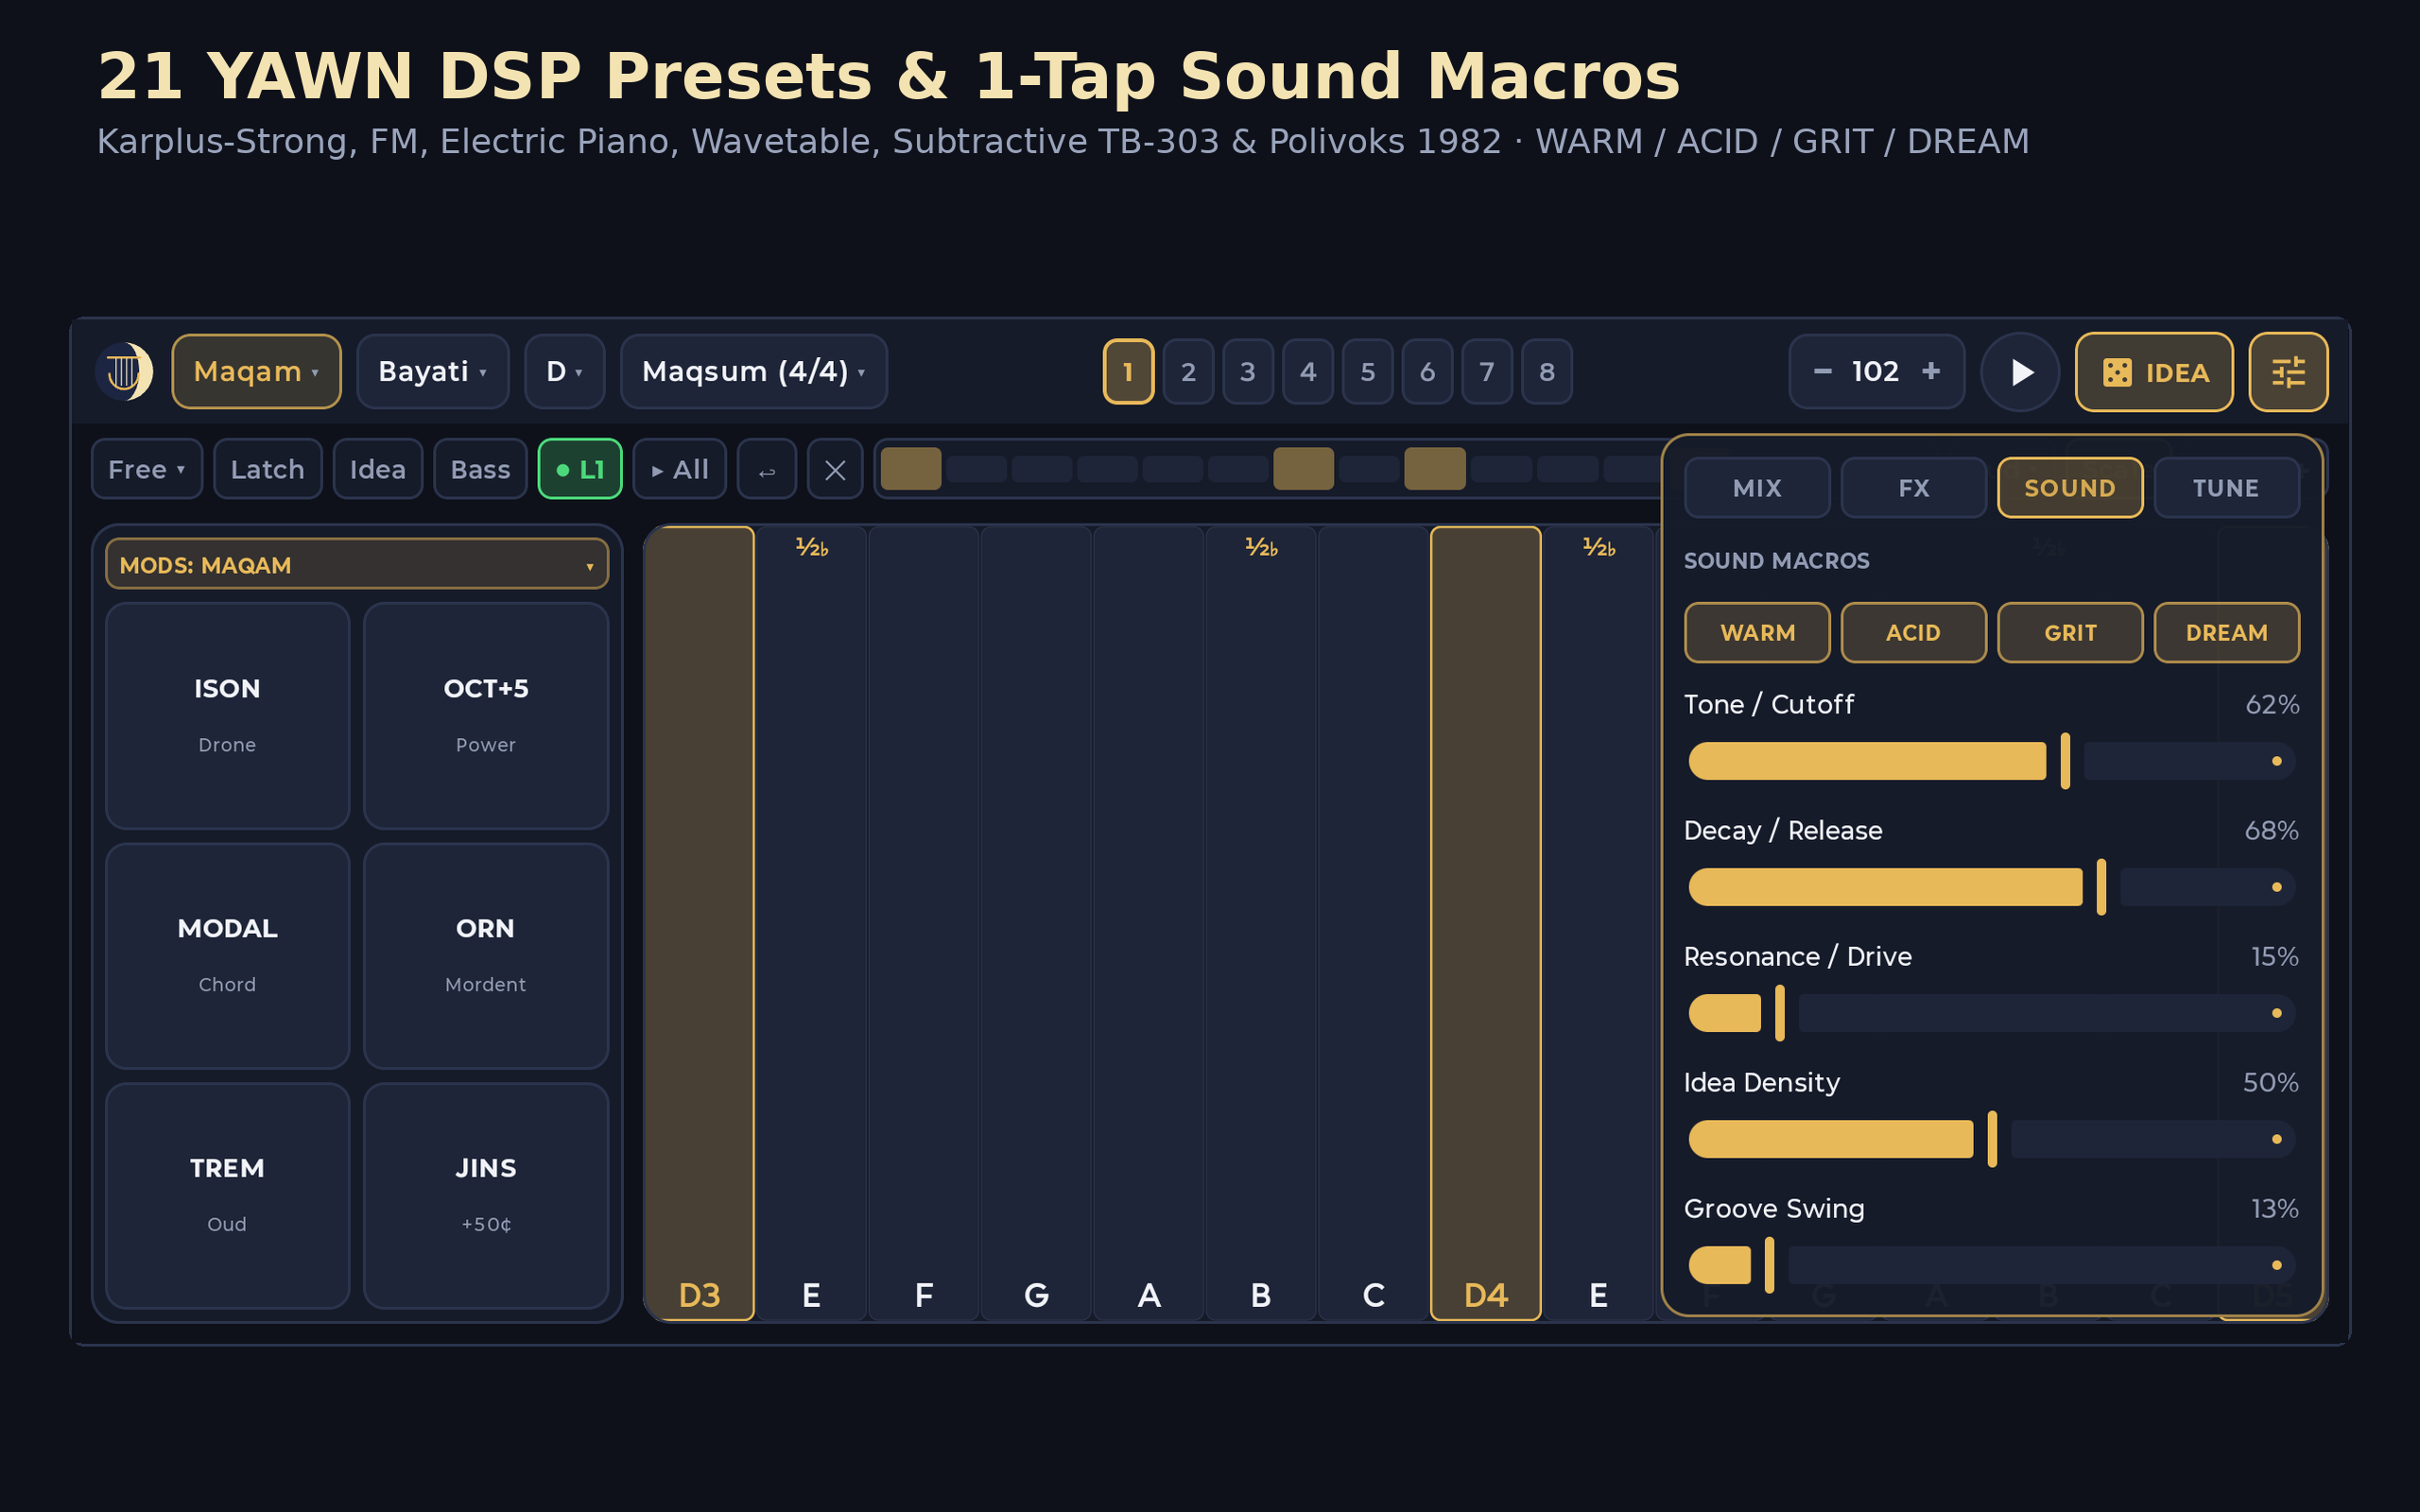 21 YAWN DSP Presets & 1-Tap Sound Macros
Karplus-Strong, FM, Electric Piano, Wavetable, Subtractive TB-303 & Polivoks 1982 · WARM / ACID / GRIT / DREAM
Maqam ▾ Bayati ▾ D ▾ Maqsum (4/4) ▾ 1 2 3 4 5 6 7 8 − 102 + IDEA
Free ▾ Latch Idea Bass ● L1 ▸ All
MIX FX SOUND TUNE
MODS: MAQAM ▾
ISON
Drone
OCT+5
Power
MODAL
Chord
ORN
Mordent
TREM
Oud
JINS
+50¢
½♭ ½♭ ½♭ ½♭
D3 E F G A B C D4 E F G A B C D5
SOUND MACROS
WARM ACID GRIT DREAM
Tone / Cutoff 62%
Decay / Release 68%
Resonance / Drive 15%
Idea Density 50%
Groove Swing 13%